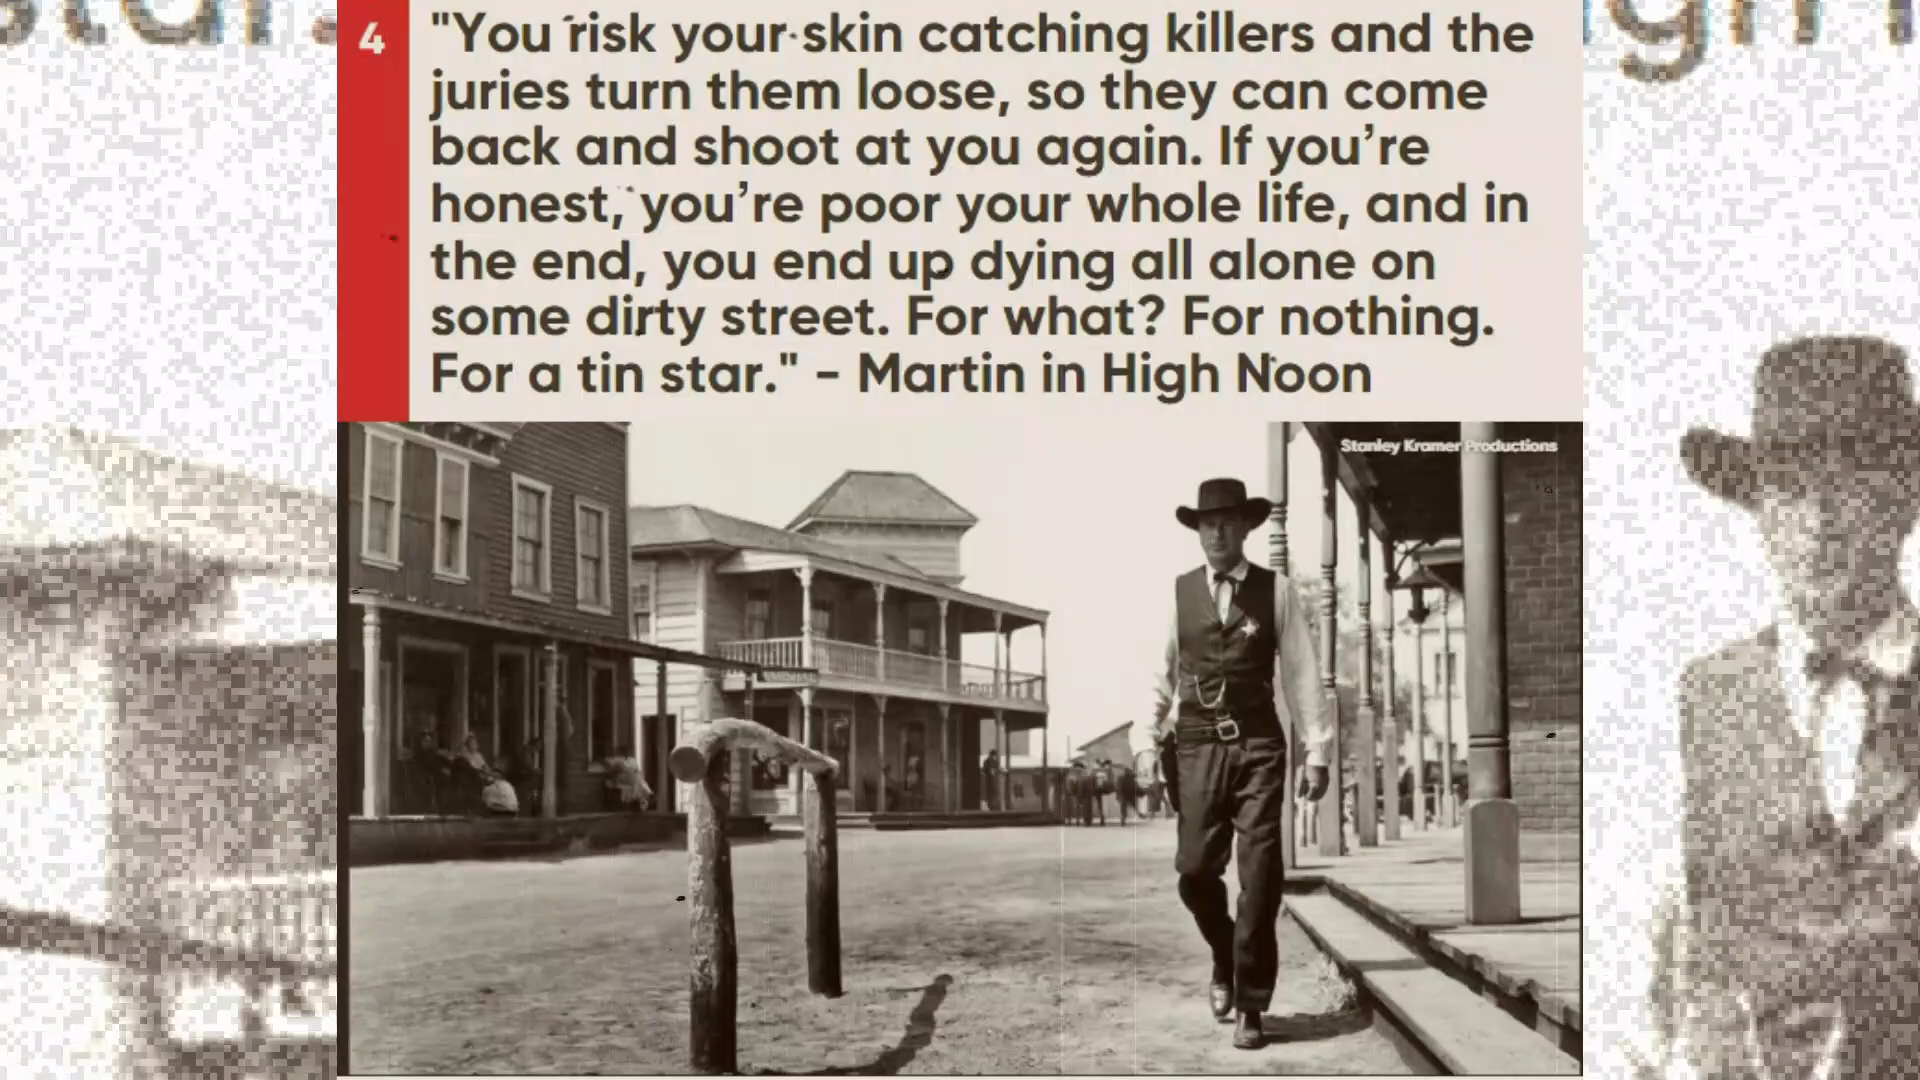 4
"You risk your skin catching killers and the
juries turn them loose, so they can come
back and shoot at you again. If you’re
honest, you’re poor your whole life, and in
the end, you end up dying all alone on
some dirty street. For what? For nothing.
For a tin star." - Martin in High Noon
Stanley Kramer Productions